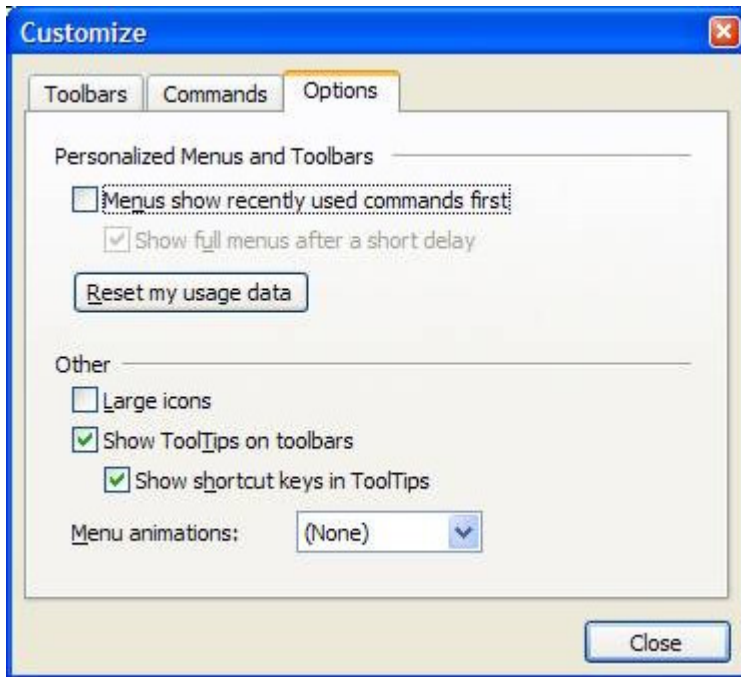 Customize
Toolbars Commands Options
Personalized Menus and Toolbars
Menus show recently used commands first
Show full menus after a short delay
Reset my usage data
Other
Large icons
Show ToolTips on toolbars
Show shortcut keys in ToolTips
Menu animations: (None)
Close